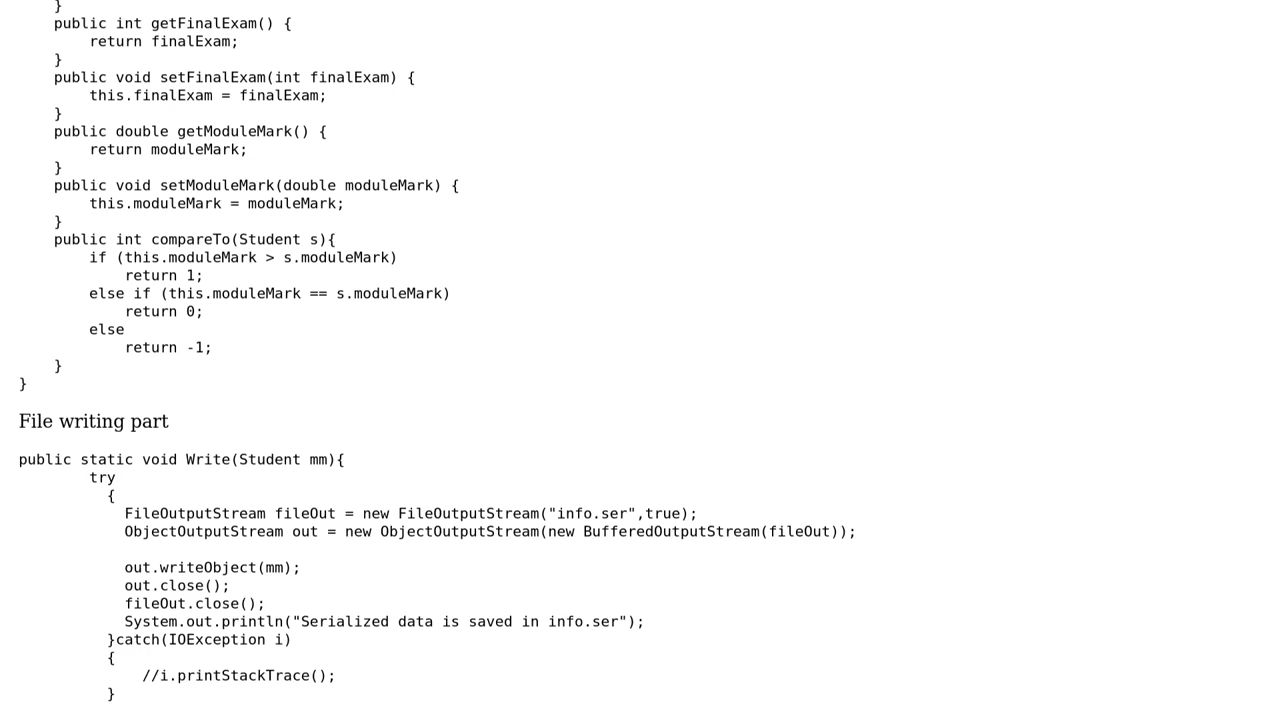 }
    public int getFinalExam() {
        return finalExam;
    }
    public void setFinalExam(int finalExam) {
        this.finalExam = finalExam;
    }
    public double getModuleMark() {
        return moduleMark;
    }
    public void setModuleMark(double moduleMark) {
        this.moduleMark = moduleMark;
    }
    public int compareTo(Student s){
        if (this.moduleMark > s.moduleMark)
            return 1;
        else if (this.moduleMark == s.moduleMark)
            return 0;
        else
            return -1;
    }
}
File writing part
public static void Write(Student mm){
        try
          {
            FileOutputStream fileOut = new FileOutputStream("info.ser",true);
            ObjectOutputStream out = new ObjectOutputStream(new BufferedOutputStream(fileOut));
            out.writeObject(mm);
            out.close();
            fileOut.close();
            System.out.println("Serialized data is saved in info.ser");
          }catch(IOException i)
          {
              //i.printStackTrace();
          }